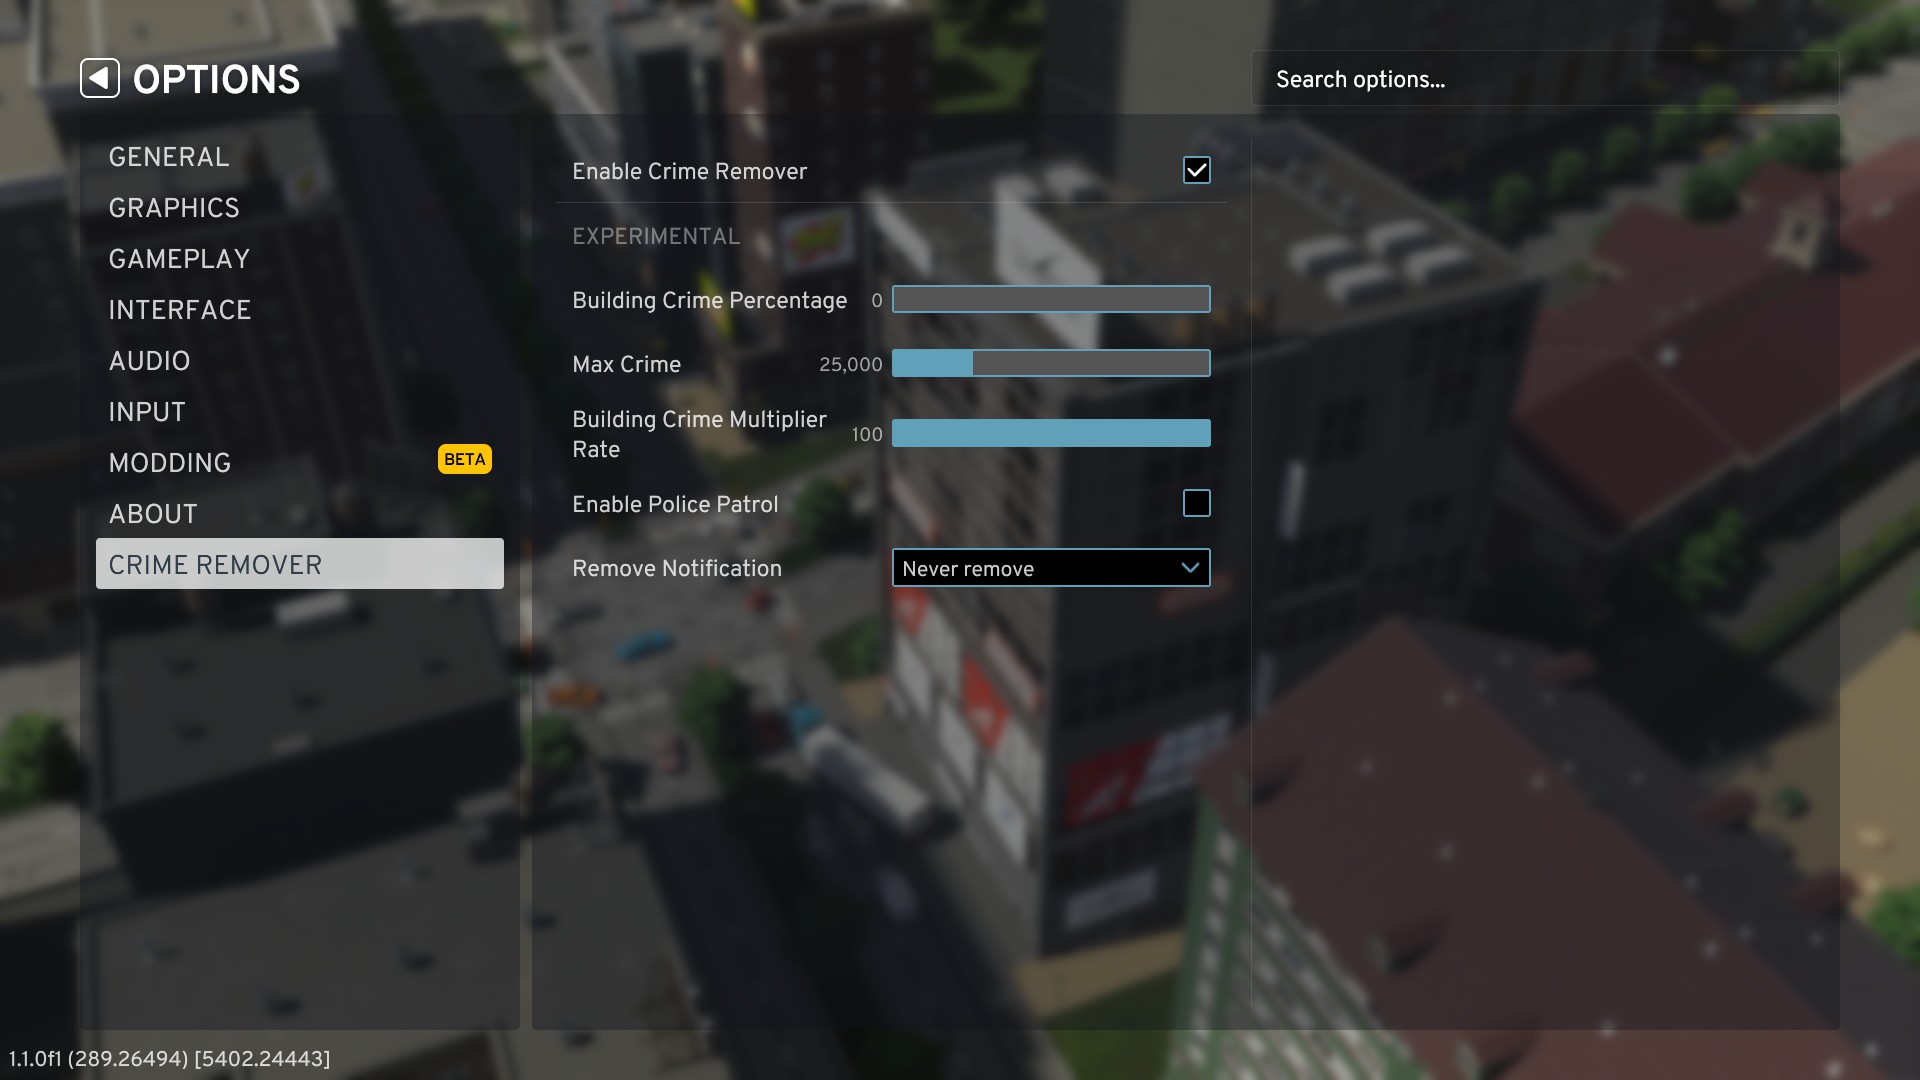 OPTIONS
Search options...
GENERAL
GRAPHICS
GAMEPLAY
INTERFACE
AUDIO
INPUT
MODDING
BETA
ABOUT
CRIME REMOVER
Enable Crime Remover
EXPERIMENTAL
Building Crime Percentage 0
Max Crime 25,000
Building Crime Multiplier
Rate
100
Enable Police Patrol
Remove Notification
Never remove
1.1.0f1 (289.26494) [5402.24443]